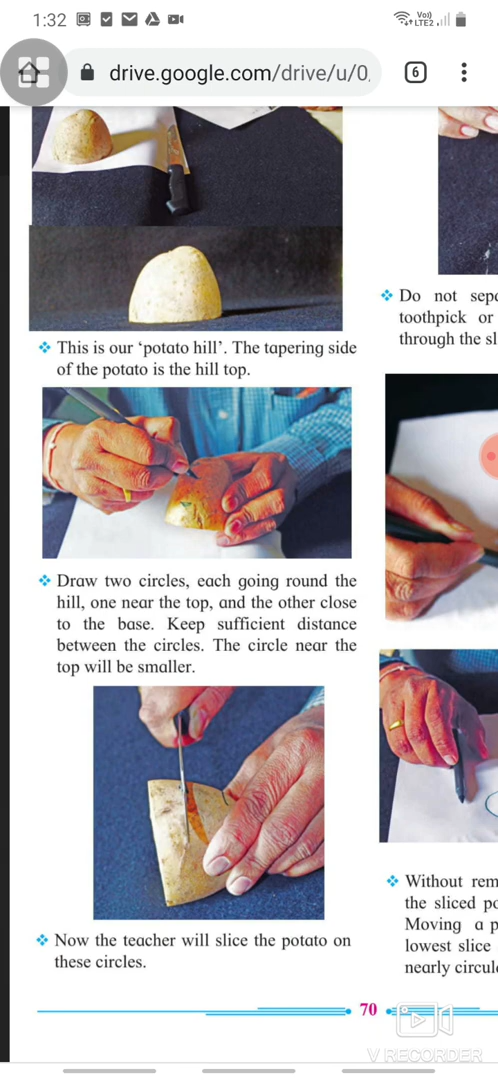 1:32
Vo)
LTE2
drive.google.com/drive/u/0
6
❖ This is our ‘potato hill’. The tapering side
of the potato is the hill top.
❖ Draw two circles, each going round the
hill, one near the top, and the other close
to the base. Keep sufficient distance
between the circles. The circle near the
top will be smaller.
❖ Now the teacher will slice the potato on
these circles.
❖ Do not
toothpick or
through the
❖ Without
the sliced
Moving a
lowest slice
nearly
70
V RECORDER